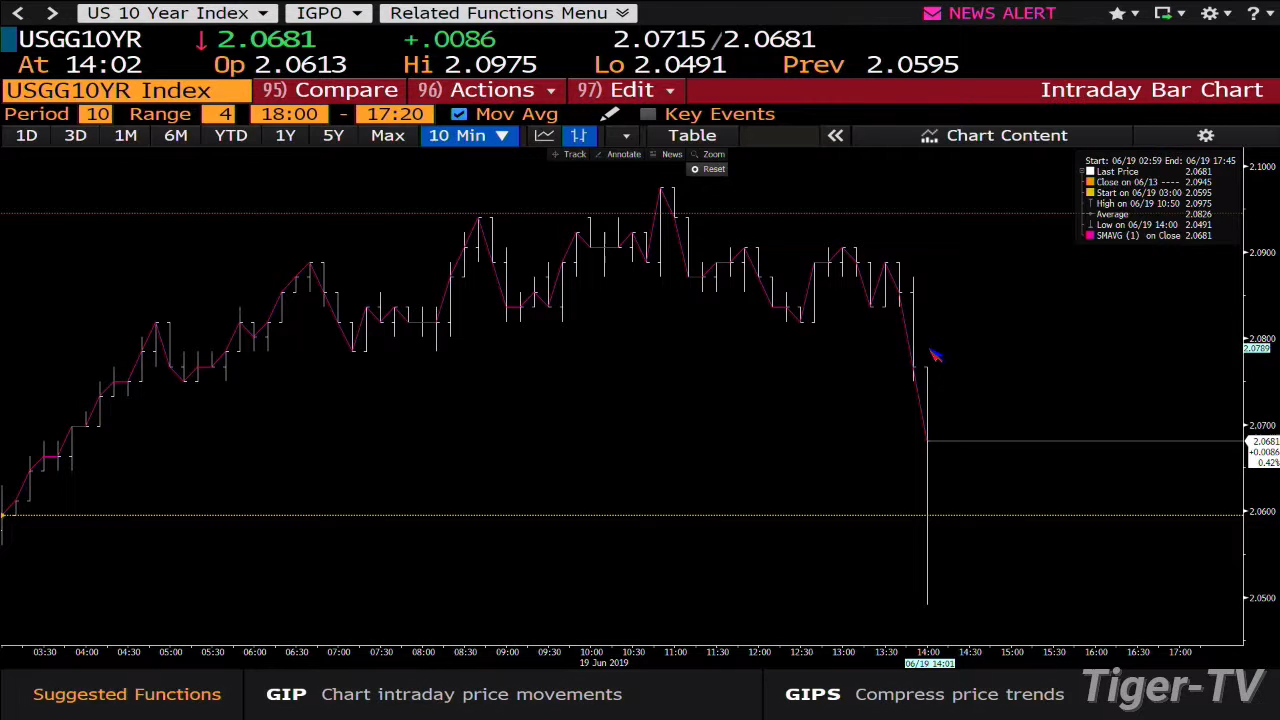 US 10 Year Index IGPO Related Functions Menu NEWS ALERT ?
USGG10YR 2.0681 +.0086 2.0715/2.0681
At 14:02 Op 2.0613 Hi 2.0975 Lo 2.0491 Prev 2.0595
USGG10YR Index 95) Compare 96) Actions 97) Edit Intraday Bar Chart
Period 10 Range 4 18:00 - 17:20 Mov Avg Key Events
1D 3D 1M 6M YTD 1Y 5Y Max 10 Min Table Chart Content
Track Annotate News Zoom
Reset
Start: 06/19 02:59 End: 06/19 17:45
Last Price 2.0681
Close on 06/13 ---- 2.0945
Start on 06/19 03:00 2.0595
High on 06/19 10:50 2.0975
Average 2.0826
Low on 06/19 14:00 2.0491
SMAVG (1) on Close 2.0681
2.1000
2.0900
2.0800
2.0789
2.0700
2.0681
+0.0086
0.42%
2.0600
2.0500
03:30 04:00 04:30 05:00 05:30 06:00 06:30 07:00 07:30 08:00 08:30 09:00 09:30 10:00 10:30 11:00 11:30 12:00 12:30 13:00 13:30 14:00 14:30 15:00 15:30 16:00 16:30 17:00
19 Jun 2019 06/19 14:01
Suggested Functions GIP Chart intraday price movements GIPS Compress price trends
Tiger-TV